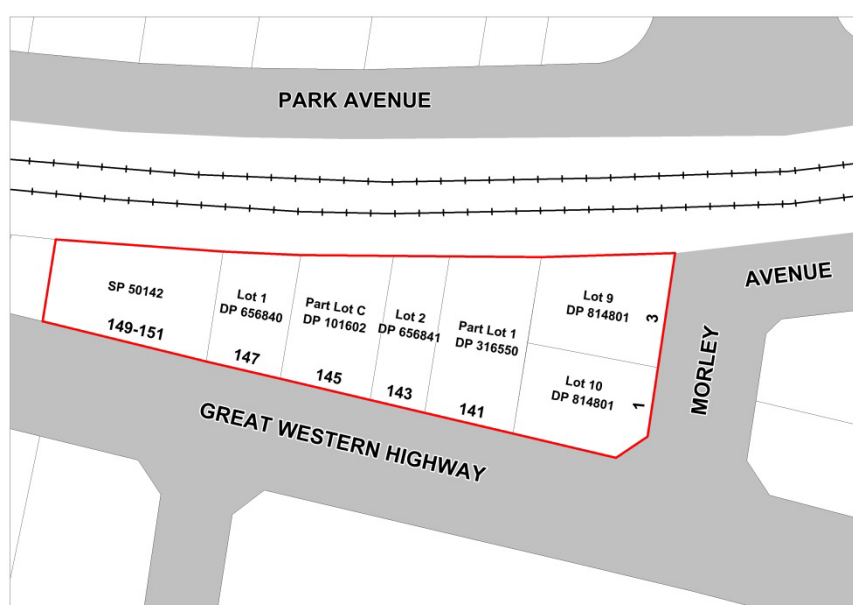 PARK AVENUE
AVENUE
SP 50142
149-151
Lot 1
DP 656840
147
Part Lot C
DP 101602
145
Lot 2
DP 656841
143
Part Lot 1
DP 316550
141
Lot 9
DP 814801
3
Lot 10
DP 814801
1
MORLEY
GREAT WESTERN HIGHWAY